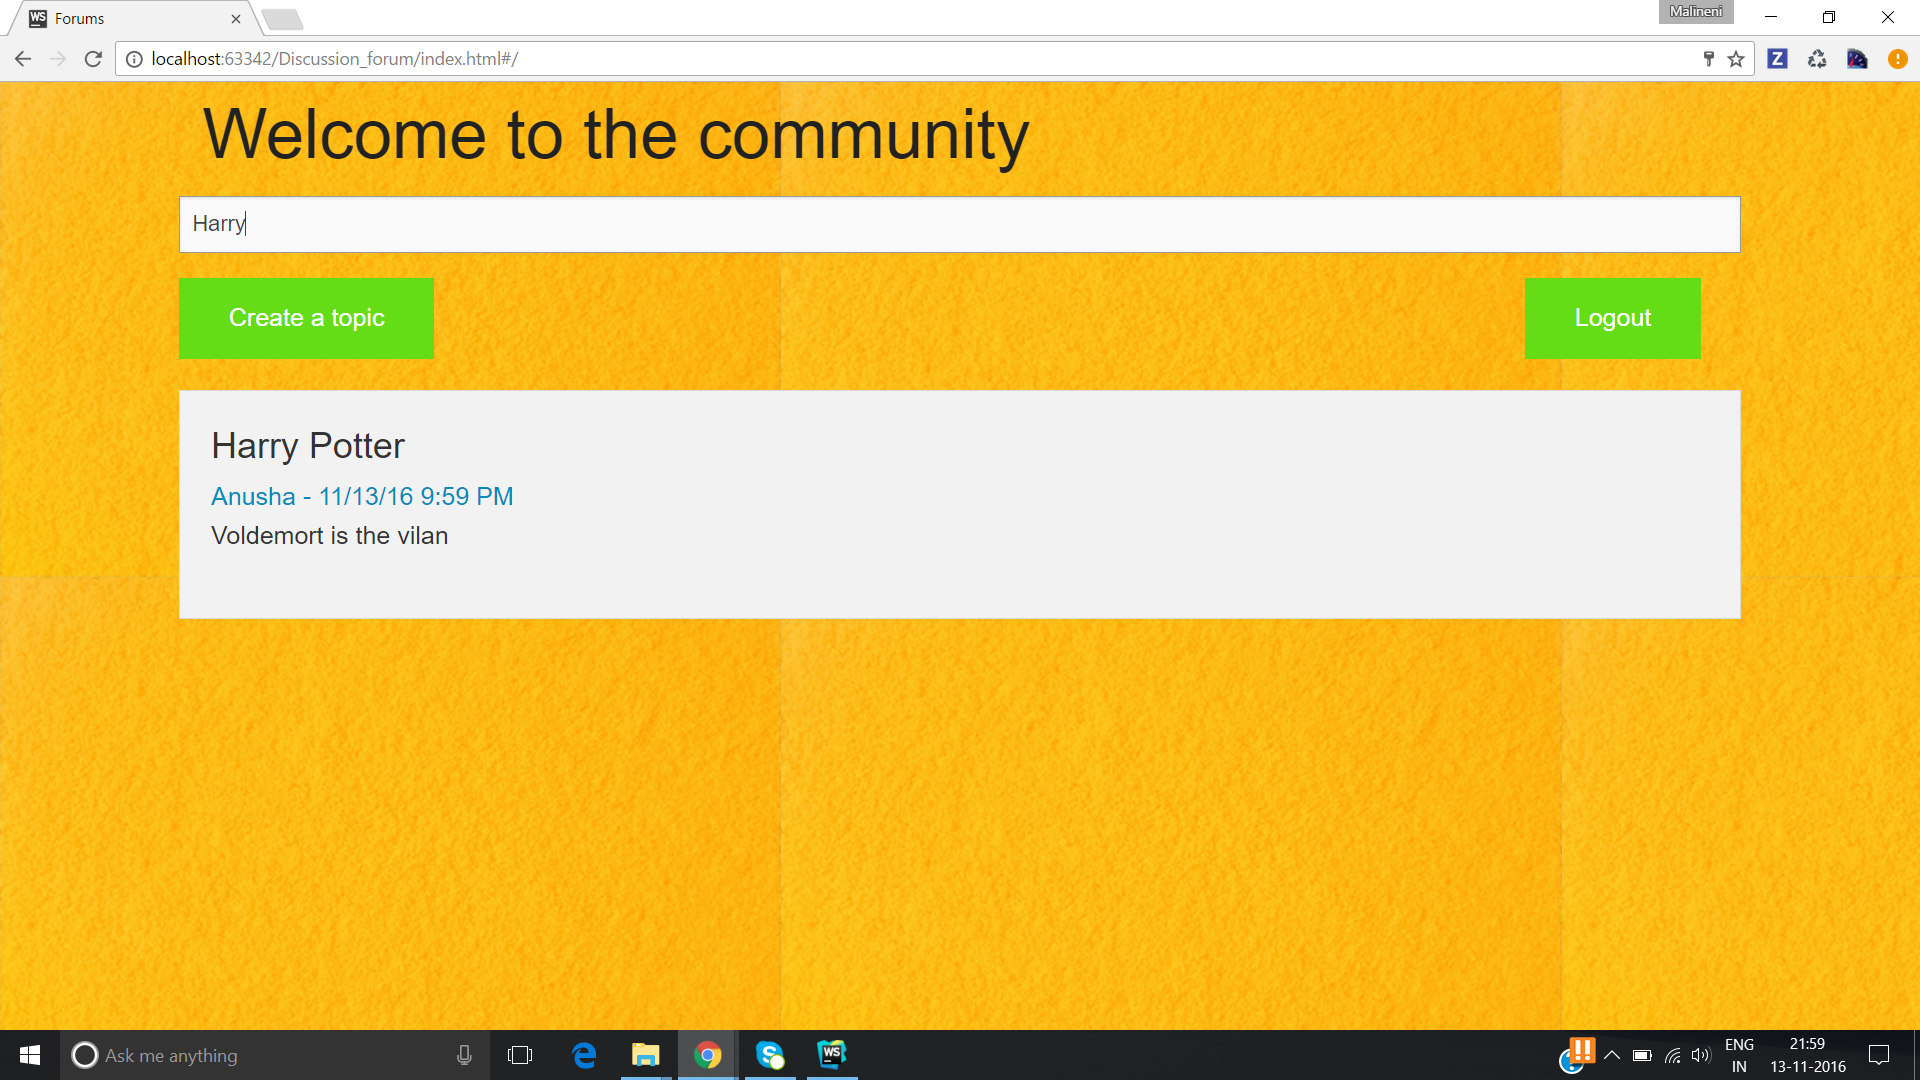 WS Forums
Malineni
localhost:63342/Discussion_forum/index.html#/
Z
Welcome to the community
Harry
Create a topic
Logout
Harry Potter
Anusha - 11/13/16 9:59 PM
Voldemort is the vilan
Ask me anything
WS
ENG
IN
21:59
13-11-2016